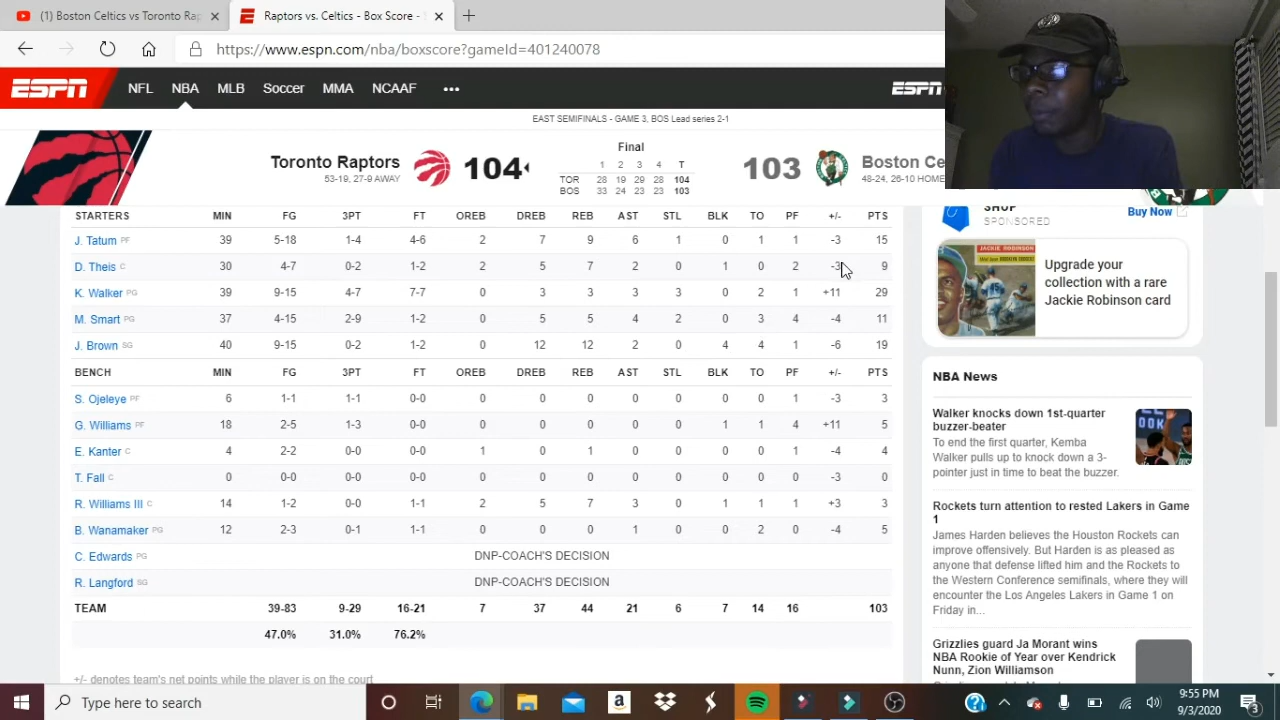 https://www.espn.com/nba/boxscore?gameId=401240078
ESPN NFL NBA MLB Soccer MMA NCAAF ••• ESPN
EAST SEMIFINALS - GAME 3, BOS Lead series 2-1
Toronto Raptors 104 Final 103 Boston Ce
53-19, 27-9 AWAY 48-24, 26-10 HOME
1 2 3 4 T
TOR 28 19 29 28 104
BOS 33 24 23 23 103
STARTERS MIN FG 3PT FT OREB DREB REB AST STL BLK TO PF +/- PTS
J. Tatum PF 39 5-18 1-4 4-6 2 7 9 6 1 0 1 1 -3 15
D. Theis C 30 4-7 0-2 1-2 2 5 7 2 0 1 0 2 -3 9
K. Walker PG 39 9-15 4-7 7-7 0 3 3 3 3 0 2 1 +11 29
M. Smart PG 37 4-15 2-9 1-2 0 5 5 4 2 0 3 4 -4 11
J. Brown SG 40 9-15 0-2 1-2 0 12 12 2 0 4 4 1 -6 19
BENCH MIN FG 3PT FT OREB DREB REB AST STL BLK TO PF +/- PTS
S. Ojeleye PF 6 1-1 1-1 0-0 0 0 0 0 0 0 0 1 -3 3
G. Williams PF 18 2-5 1-3 0-0 0 0 0 0 0 1 1 4 +11 5
E. Kanter C 4 2-2 0-0 0-0 1 0 1 0 0 0 0 1 -4 4
T. Fall C 0 0-0 0-0 0-0 0 0 0 0 0 0 0 0 -3 0
R. Williams III C 14 1-2 0-0 1-1 2 5 7 3 0 1 1 1 +3 3
B. Wanamaker PG 12 2-3 0-1 1-1 0 0 0 1 0 0 2 0 -4 5
C. Edwards PG DNP-COACH'S DECISION
R. Langford SG DNP-COACH'S DECISION
TEAM 39-83 9-29 16-21 7 37 44 21 6 7 14 16 103
47.0% 31.0% 76.2%
+/- denotes team's net points while the player is on the court
SHOP
SPONSORED
Buy Now
JACKIE ROBINSON
Upgrade your
collection with a rare
Jackie Robinson card
NBA News
Walker knocks down 1st-quarter
buzzer-beater
To end the first quarter, Kemba
Walker pulls up to knock down a 3-
pointer just in time to beat the buzzer.
Rockets turn attention to rested Lakers in Game
1
James Harden believes the Houston Rockets can
improve offensively. But Harden is as pleased as
anyone that defense lifted him and the Rockets to
the Western Conference semifinals, where they will
encounter the Los Angeles Lakers in Game 1 on
Friday in...
Grizzlies guard Ja Morant wins
NBA Rookie of Year over Kendrick
Nunn, Zion Williamson
Type here to search
9:55 PM
9/3/2020
3